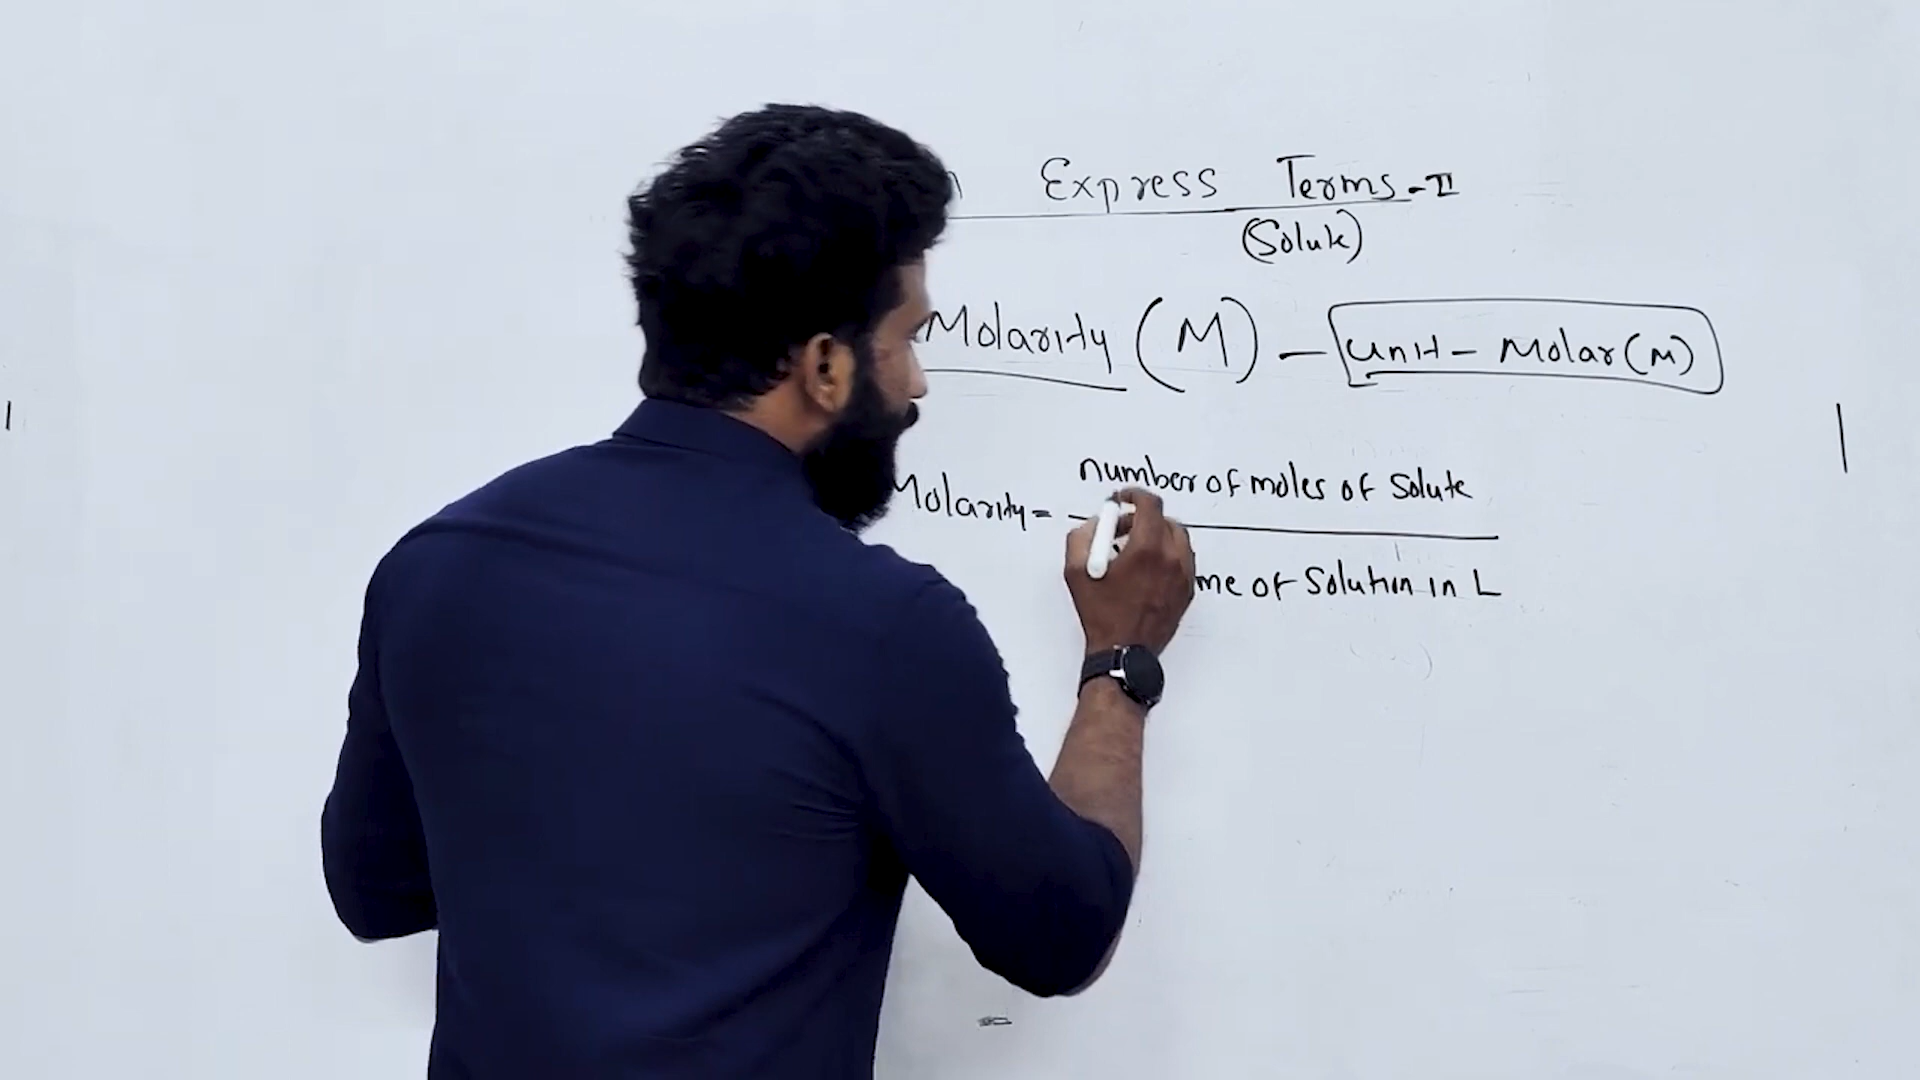 Express Terms-II
(Solute)
Molarity (M) - unit - Molar (M)
Molarity = number of moles of Solute
me of Solution in L